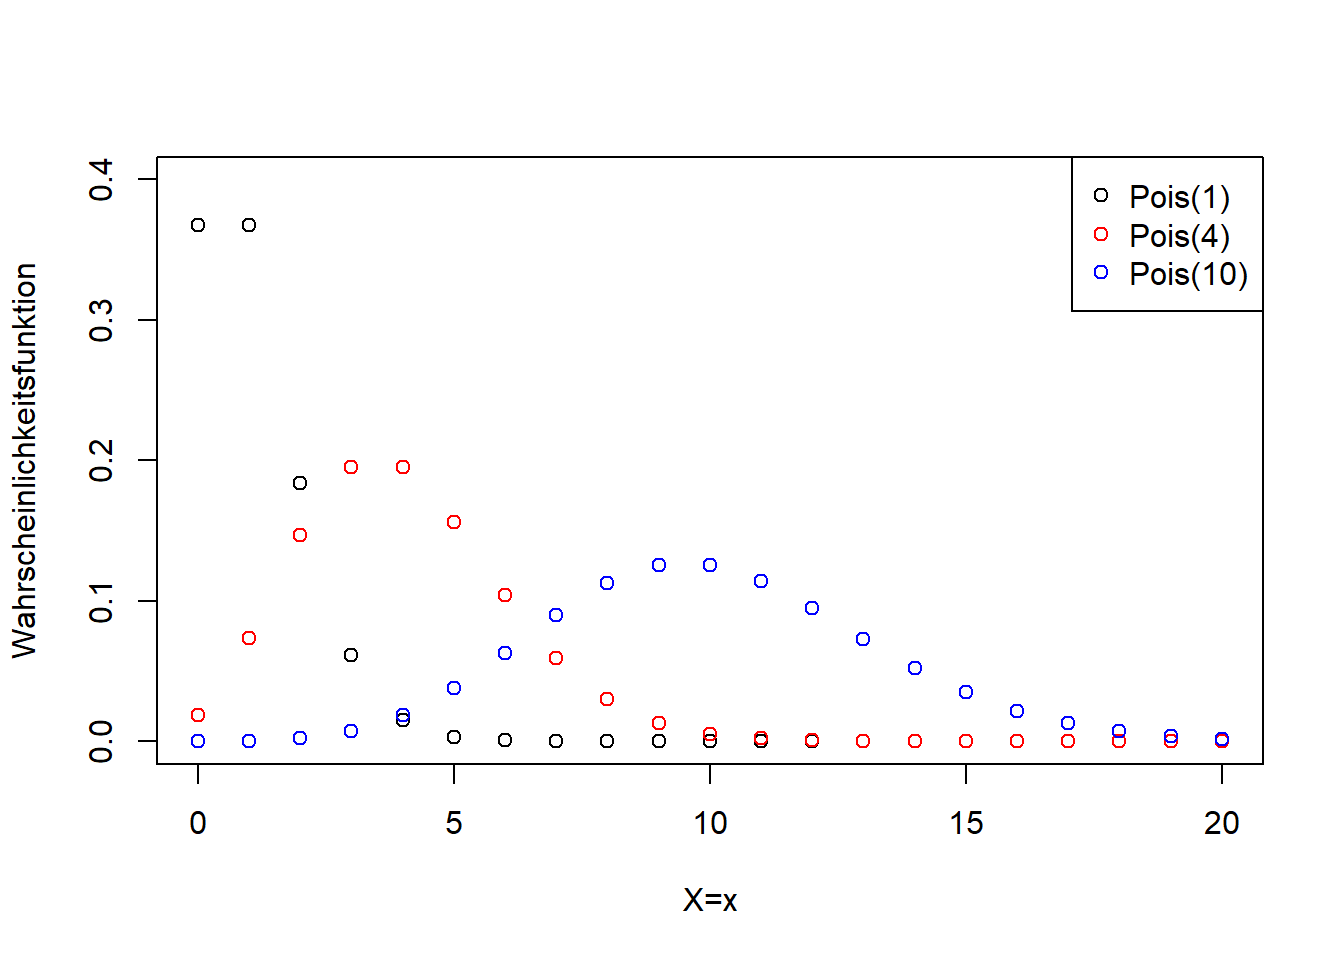 Wahrscheinlichkeitsfunktion
0.4
0.3
0.2
0.1
0.0
0 5 10 15 20
X=x
Pois(1)
Pois(4)
Pois(10)